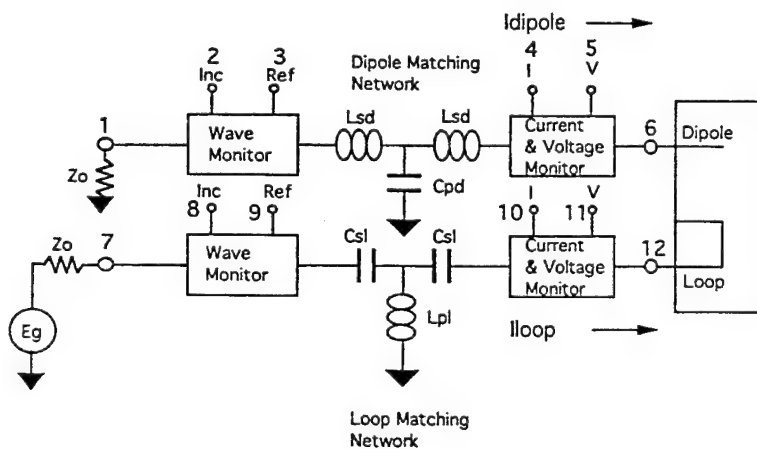 Idipole
2
3
4
5
Inc
Ref
Dipole Matching
Network
I
V
1
Lsd
Lsd
6
Wave
Monitor
Current
& Voltage
Monitor
Dipole
Zo
Cpd
Inc
Ref
I
V
8
9
10
11
Zo
7
Csl
Csl
12
Wave
Monitor
Current
& Voltage
Monitor
Loop
Lpl
Eg
Iloop
Loop Matching
Network